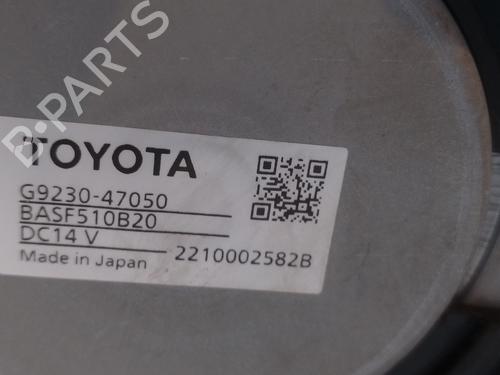 B-PARTS
TOYOTA
G9230-47050
BASF510B20
DC14 V
Made in Japan 2210002582B